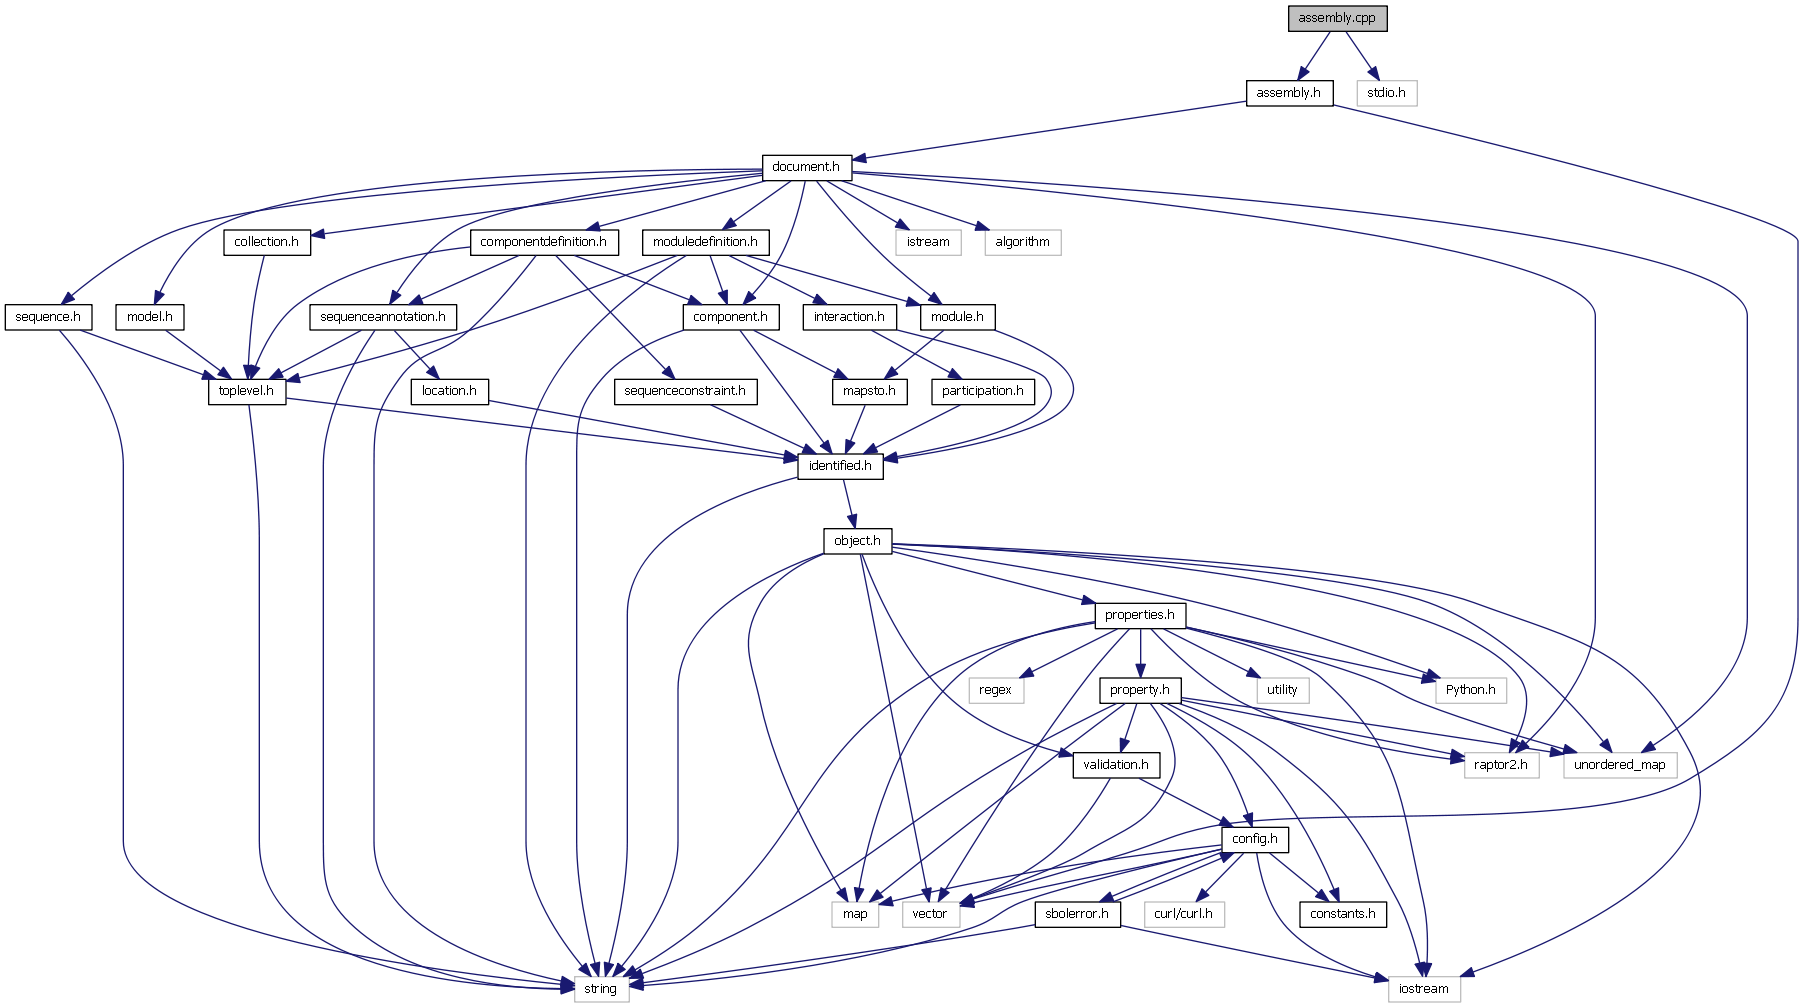 assembly.cpp
assembly.h
stdio.h
document.h
collection.h
componentdefinition.h
moduledefinition.h
istream
algorithm
sequence.h
model.h
sequenceannotation.h
component.h
interaction.h
module.h
toplevel.h
location.h
sequenceconstraint.h
mapsto.h
participation.h
identified.h
object.h
properties.h
regex
property.h
utility
Python.h
validation.h
raptor2.h
unordered_map
config.h
map
vector
sbolerror.h
curl/curl.h
constants.h
string
iostream